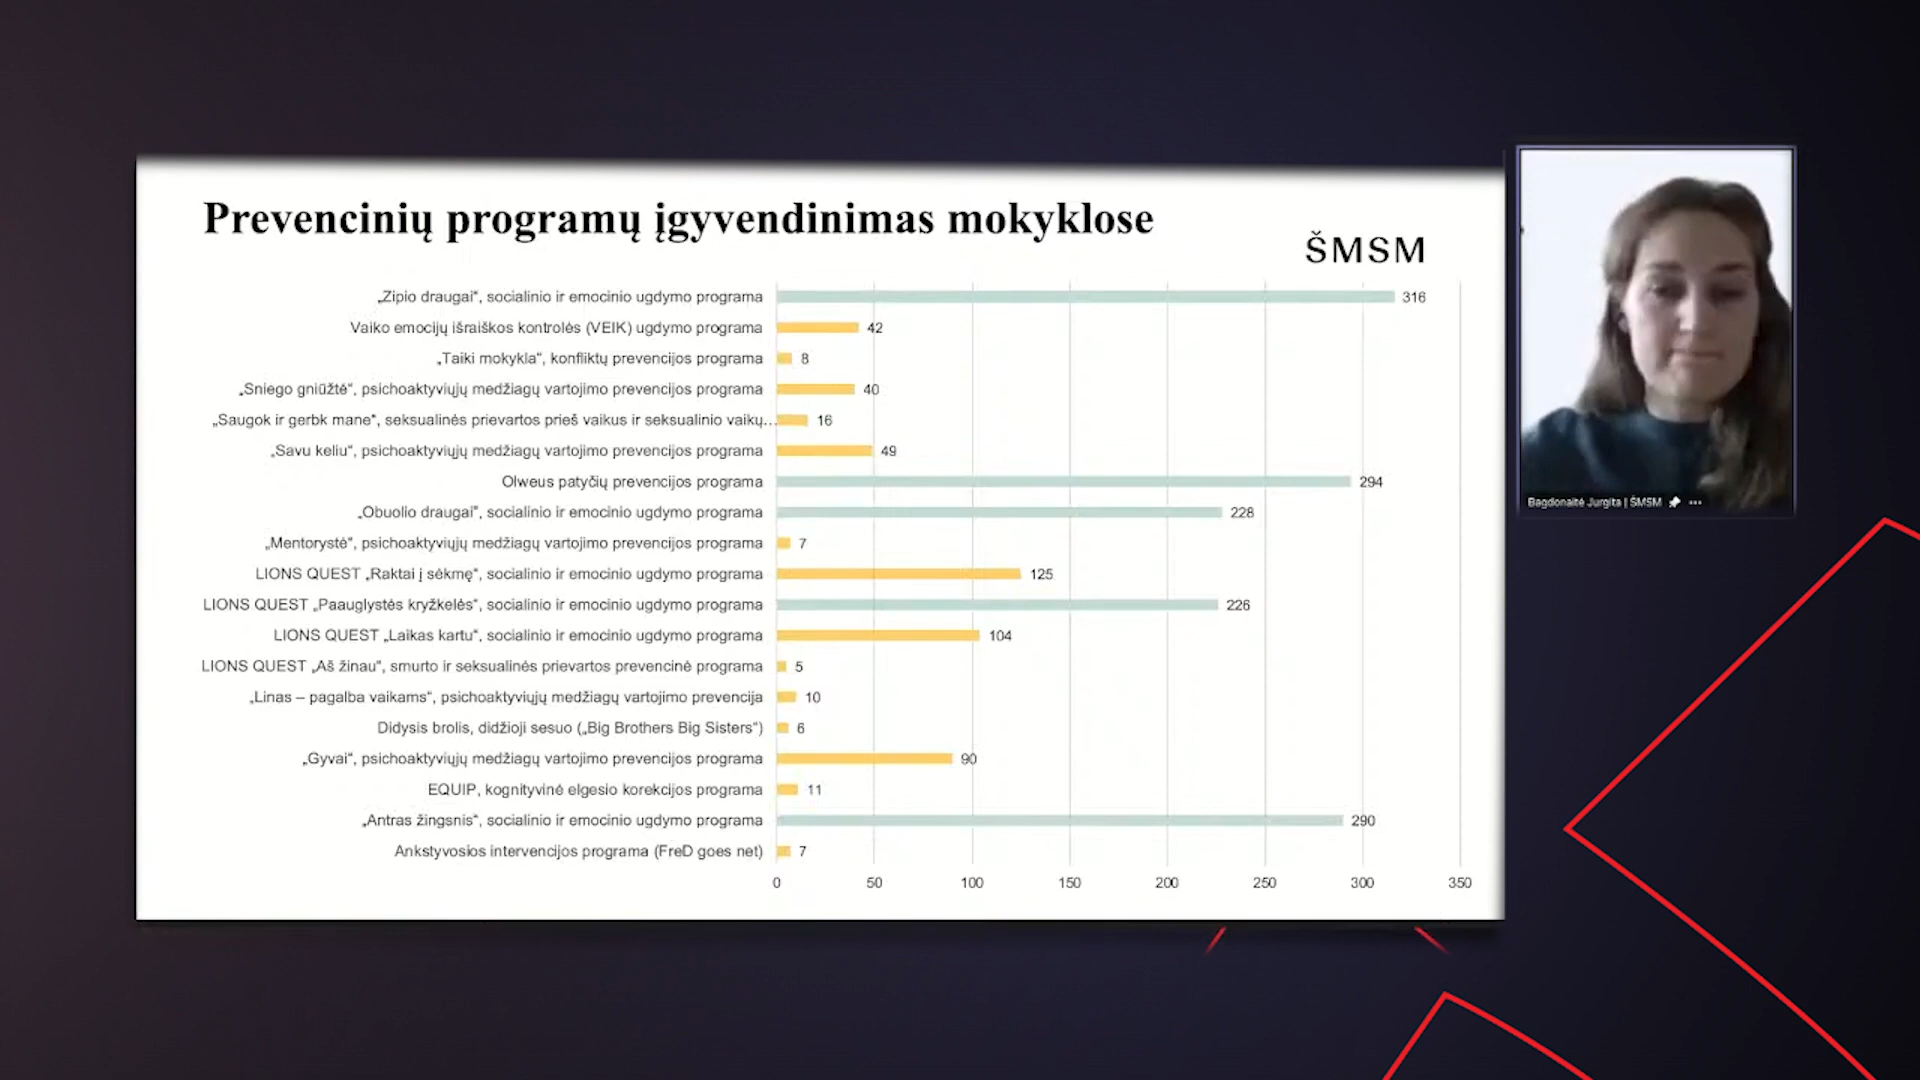 Prevencinių programų įgyvendinimas mokyklose
ŠMSM
„Zipio draugai“, socialinio ir emocinio ugdymo programa 316
Vaiko emocijų išraiškos kontrolės (VEIK) ugdymo programa 42
„Taiki mokykla“, konfliktų prevencijos programa 8
„Sniego gniūžtė“, psichoaktyviųjų medžiagų vartojimo prevencijos programa 40
„Saugok ir gerbk mane“, seksualinės prievartos prieš vaikus ir seksualinio vaikų... 16
„Savu keliu“, psichoaktyviųjų medžiagų vartojimo prevencijos programa 49
Olweus patyčių prevencijos programa 294
„Obuolio draugai“, socialinio ir emocinio ugdymo programa 228
„Mentorystė“, psichoaktyviųjų medžiagų vartojimo prevencijos programa 7
LIONS QUEST „Raktai į sėkmę“, socialinio ir emocinio ugdymo programa 125
LIONS QUEST „Paauglystės kryžkelės“, socialinio ir emocinio ugdymo programa 226
LIONS QUEST „Laikas kartu“, socialinio ir emocinio ugdymo programa 104
LIONS QUEST „Aš žinau“, smurto ir seksualinės prievartos prevencinė programa 5
„Linas – pagalba vaikams“, psichoaktyviųjų medžiagų vartojimo prevencija 10
Didysis brolis, didžioji sesuo („Big Brothers Big Sisters“) 6
„Gyvai“, psichoaktyviųjų medžiagų vartojimo prevencijos programa 90
EQUIP, kognityvinė elgesio korekcijos programa 11
„Antras žingsnis“, socialinio ir emocinio ugdymo programa 290
Ankstyvosios intervencijos programa (FreD goes net) 7
0 50 100 150 200 250 300 350
Bagdonaitė Jurgita | ŠMSM